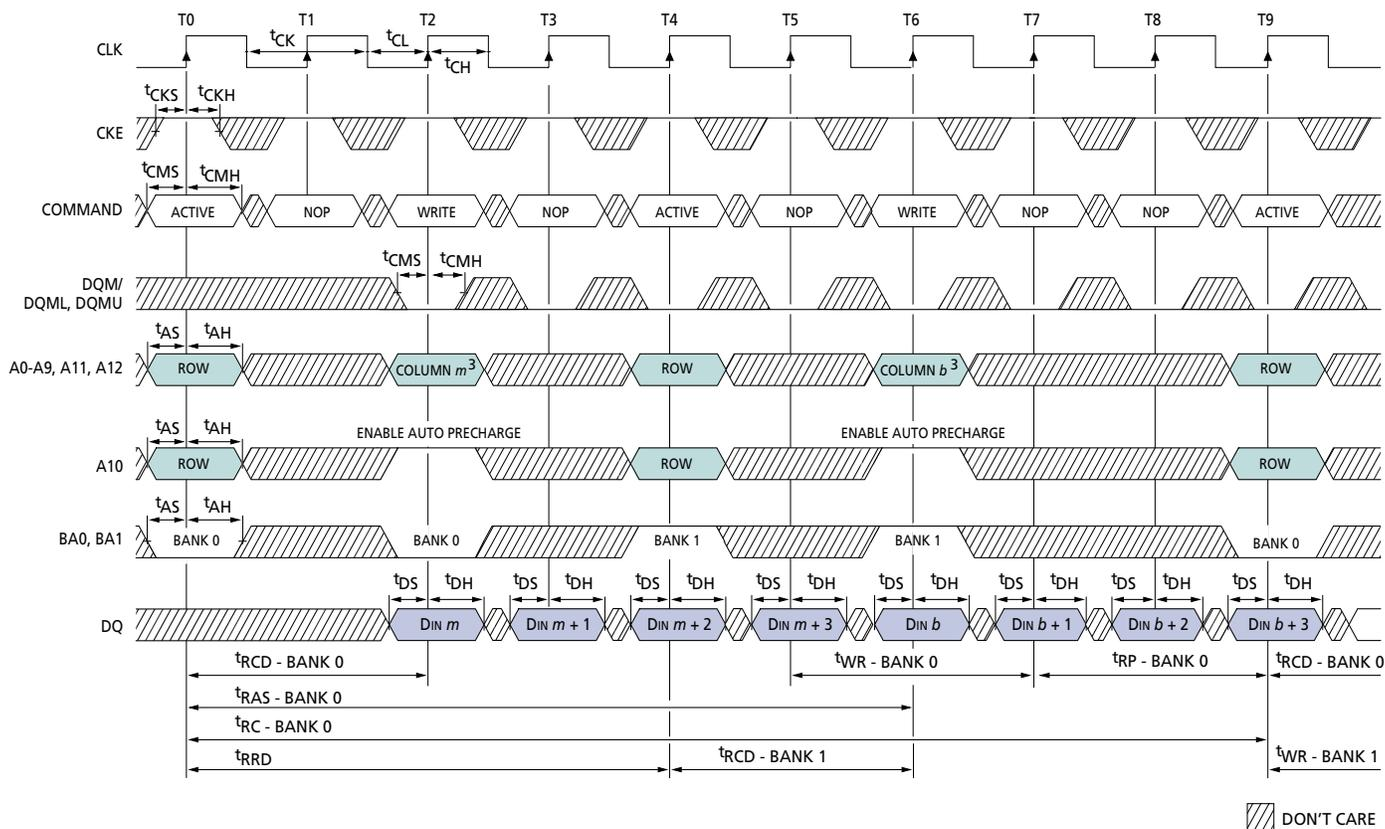 T0 T1 T2 T3 T4 T5 T6 T7 T8 T9
CLK tCK tCL tCH
tCKS tCKH
CKE
tCMS tCMH
COMMAND ACTIVE NOP WRITE NOP ACTIVE NOP WRITE NOP NOP ACTIVE
tCMS tCMH
DQM/
DQML, DQMU
tAS tAH
A0-A9, A11, A12 ROW COLUMN m3 ROW COLUMN b3 ROW
tAS tAH ENABLE AUTO PRECHARGE ENABLE AUTO PRECHARGE
A10 ROW ROW ROW
tAS tAH
BA0, BA1 BANK 0 BANK 0 BANK 1 BANK 1 BANK 0
tDS tDH tDS tDH tDS tDH tDS tDH tDS tDH tDS tDH tDS tDH tDS tDH
DQ DIN m DIN m + 1 DIN m + 2 DIN m + 3 DIN b DIN b + 1 DIN b + 2 DIN b + 3
tRCD - BANK 0 tWR - BANK 0 tRP - BANK 0 tRCD - BANK 0
tRAS - BANK 0
tRC - BANK 0
tRRD tRCD - BANK 1 tWR - BANK 1
DON'T CARE